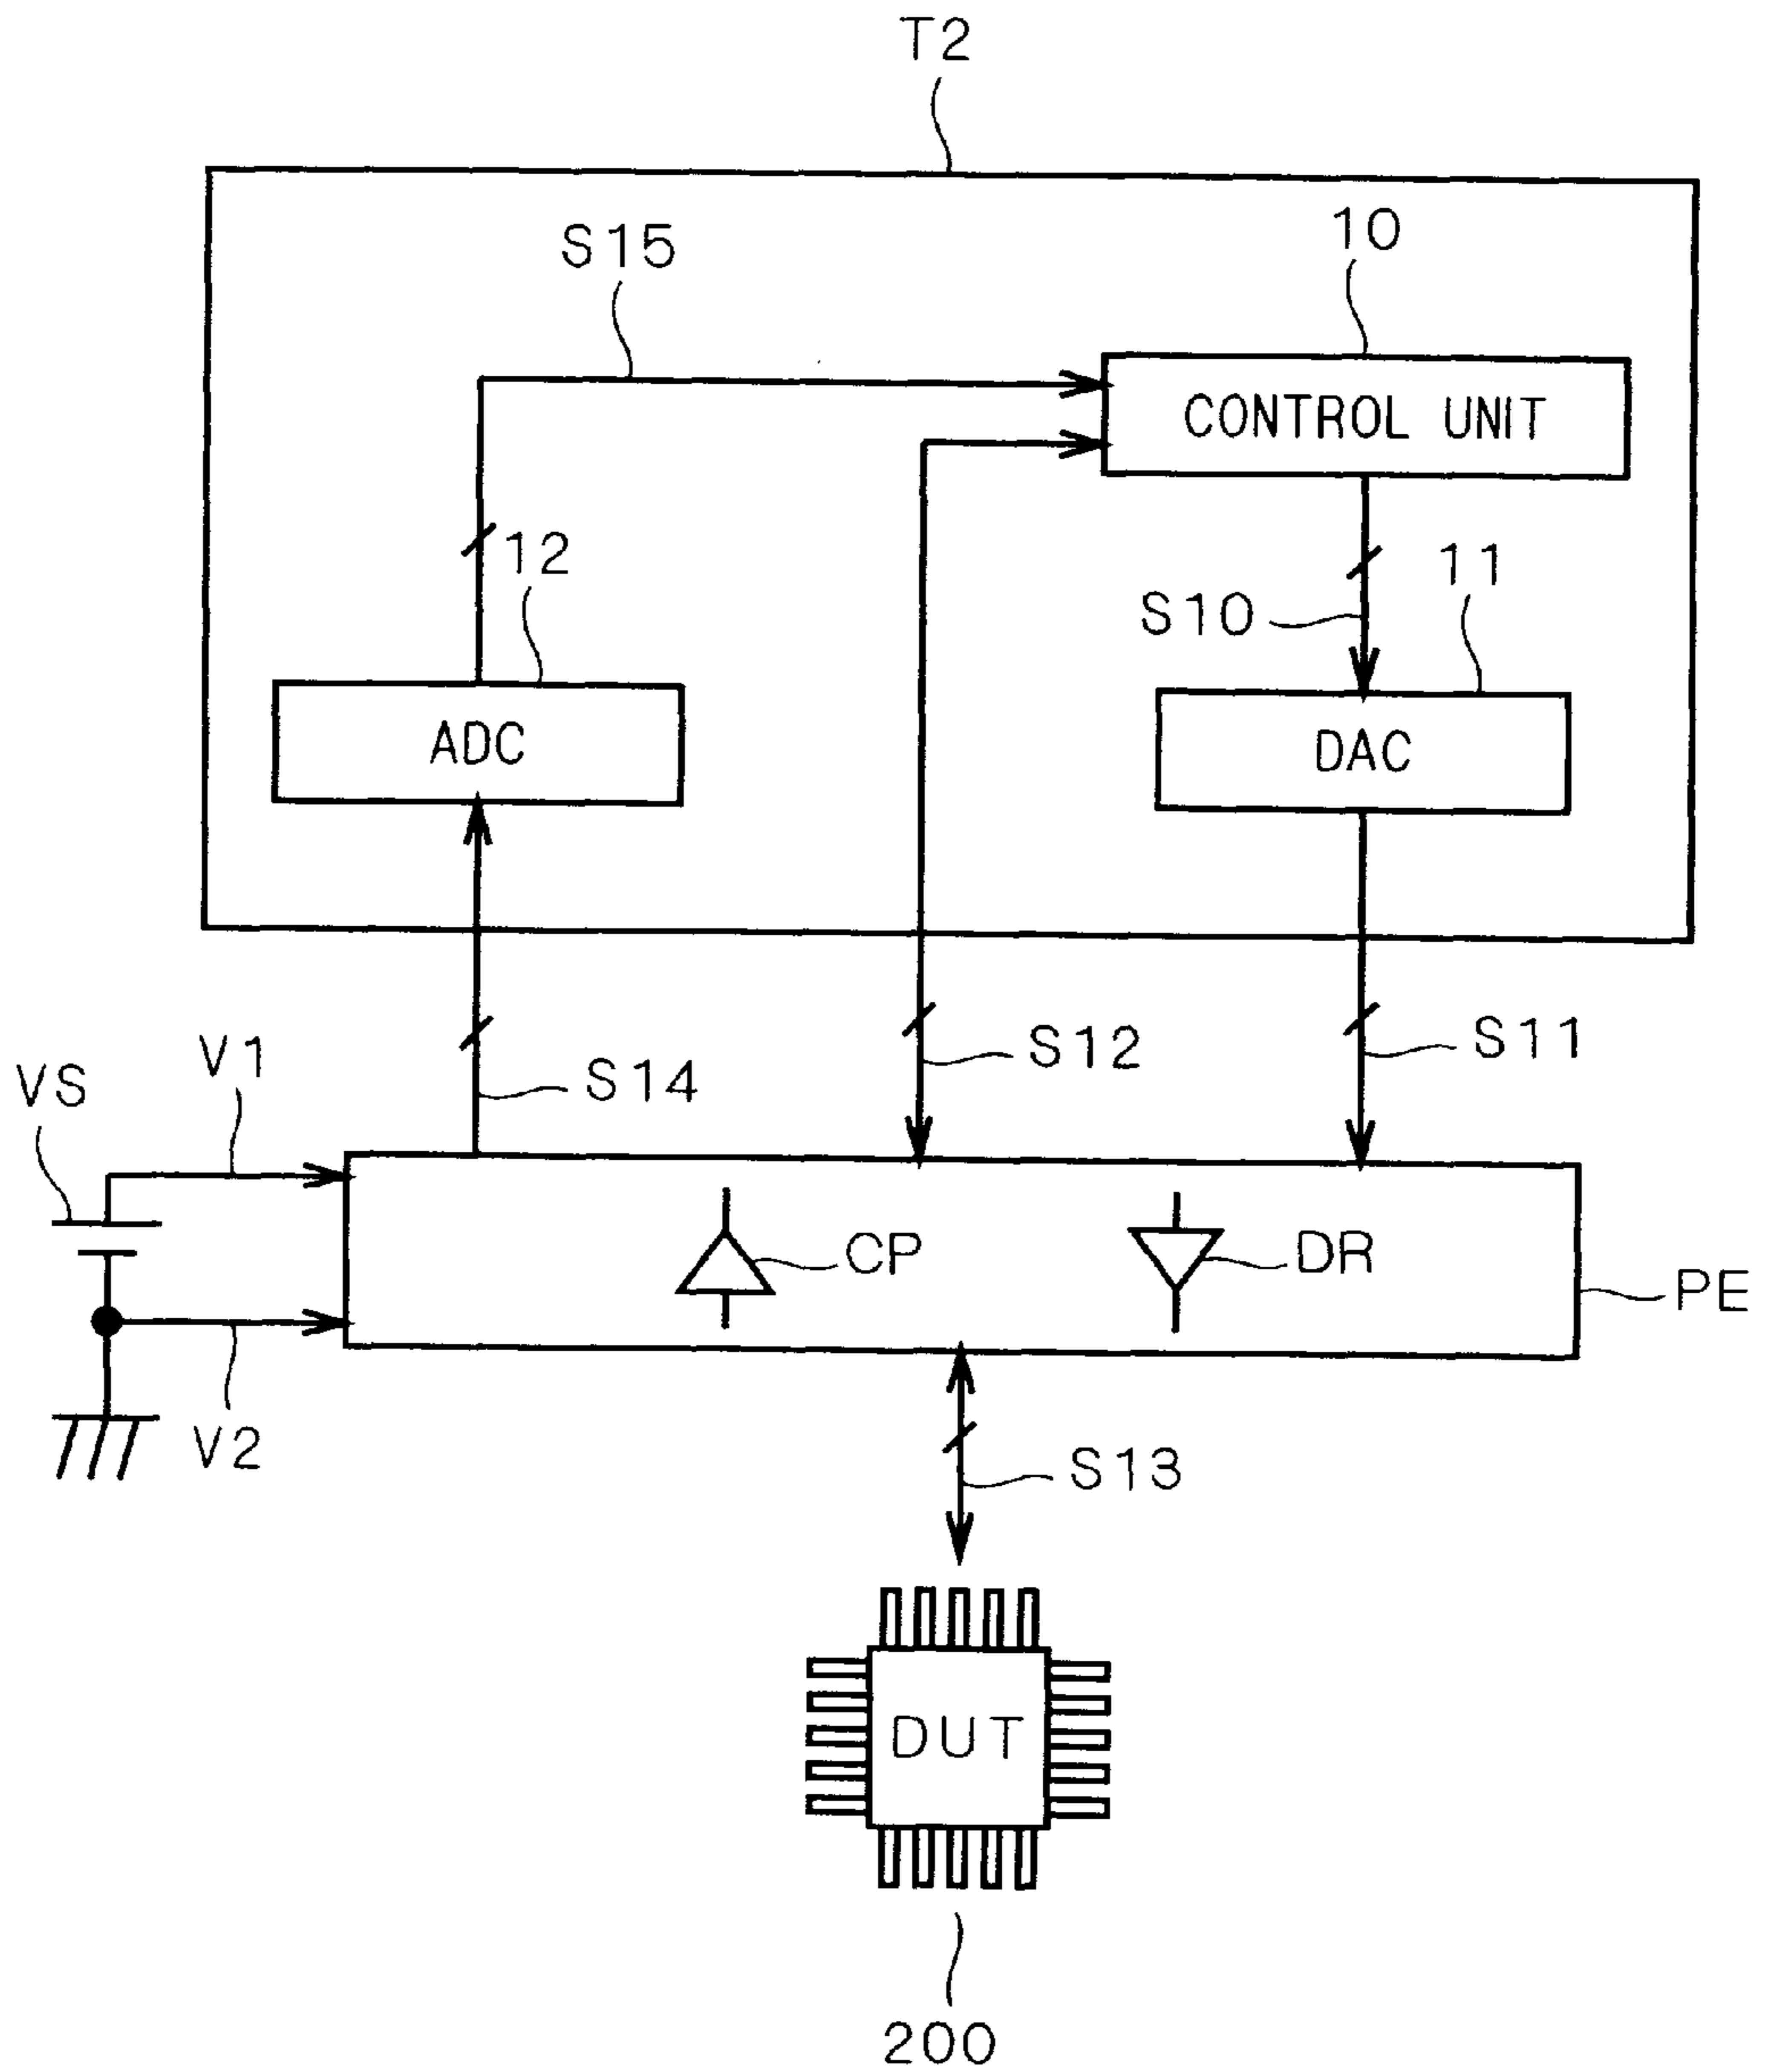 T2
S15
10
CONTROL UNIT
12
11
S10
ADC
DAC
V1
S12
S11
VS
S14
CP
DR
PE
V2
S13
DUT
200